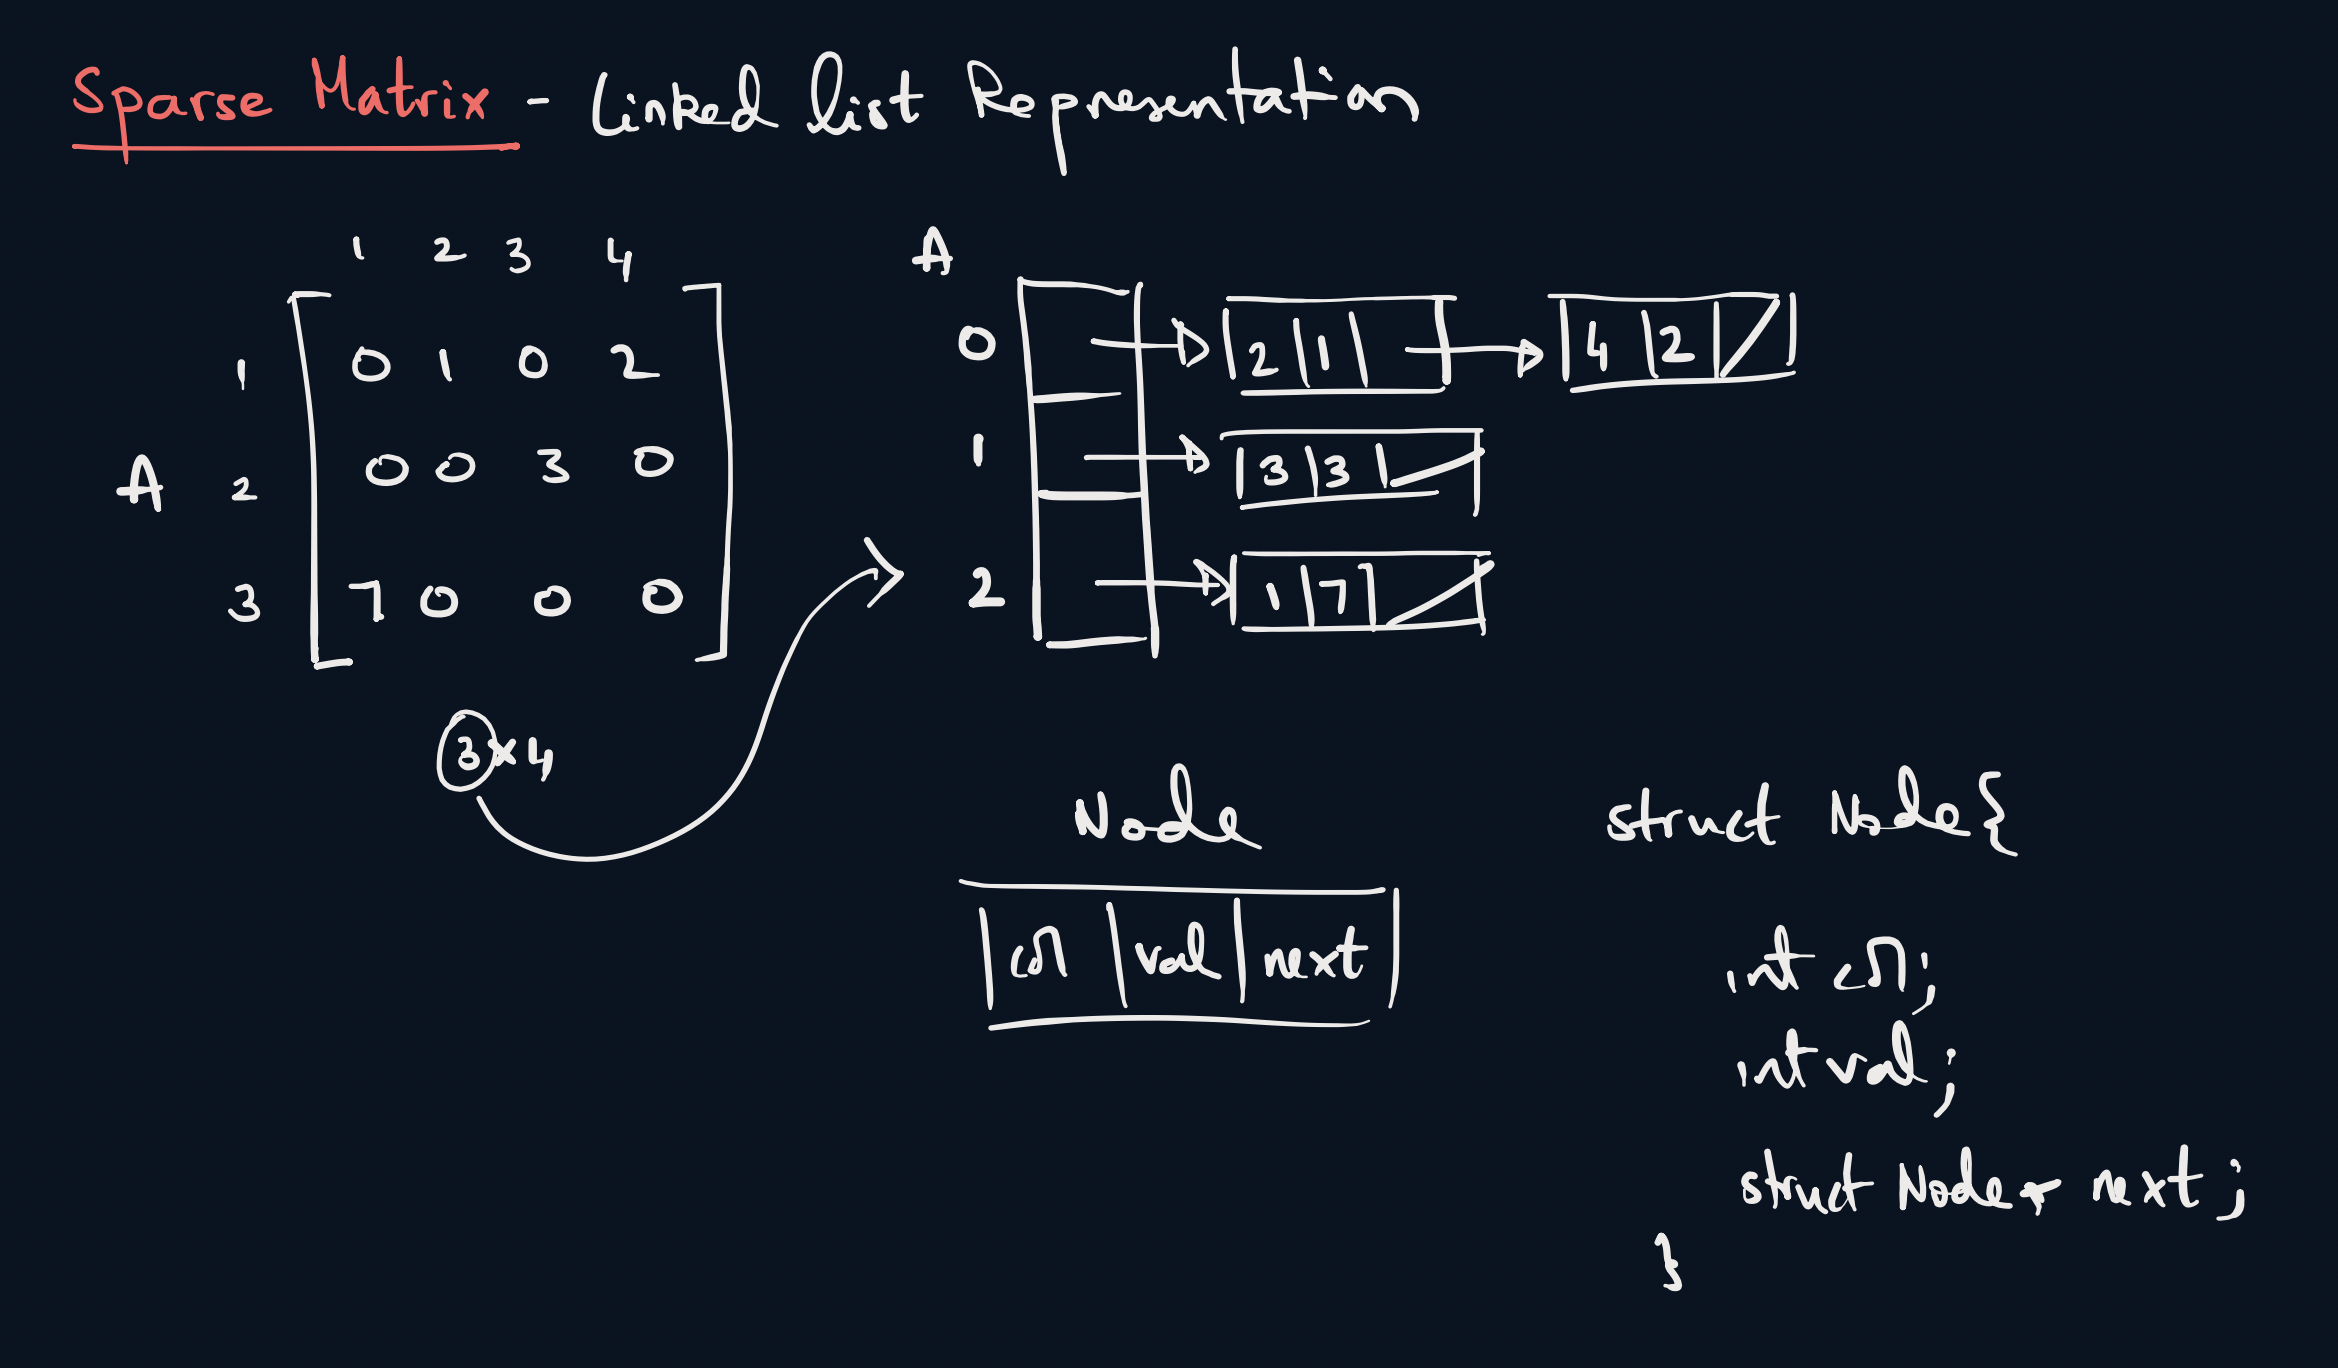 Sparse Matrix - Linked list Representation
1 2 3 4
1 0 1 0 2
A 2 0 0 3 0
3 7 0 0 0
3x4
A
0 2 1 4 2
1 3 3
2 1 7
Node
col val next
struct Node{
int col;
int val;
struct Node* next;
}